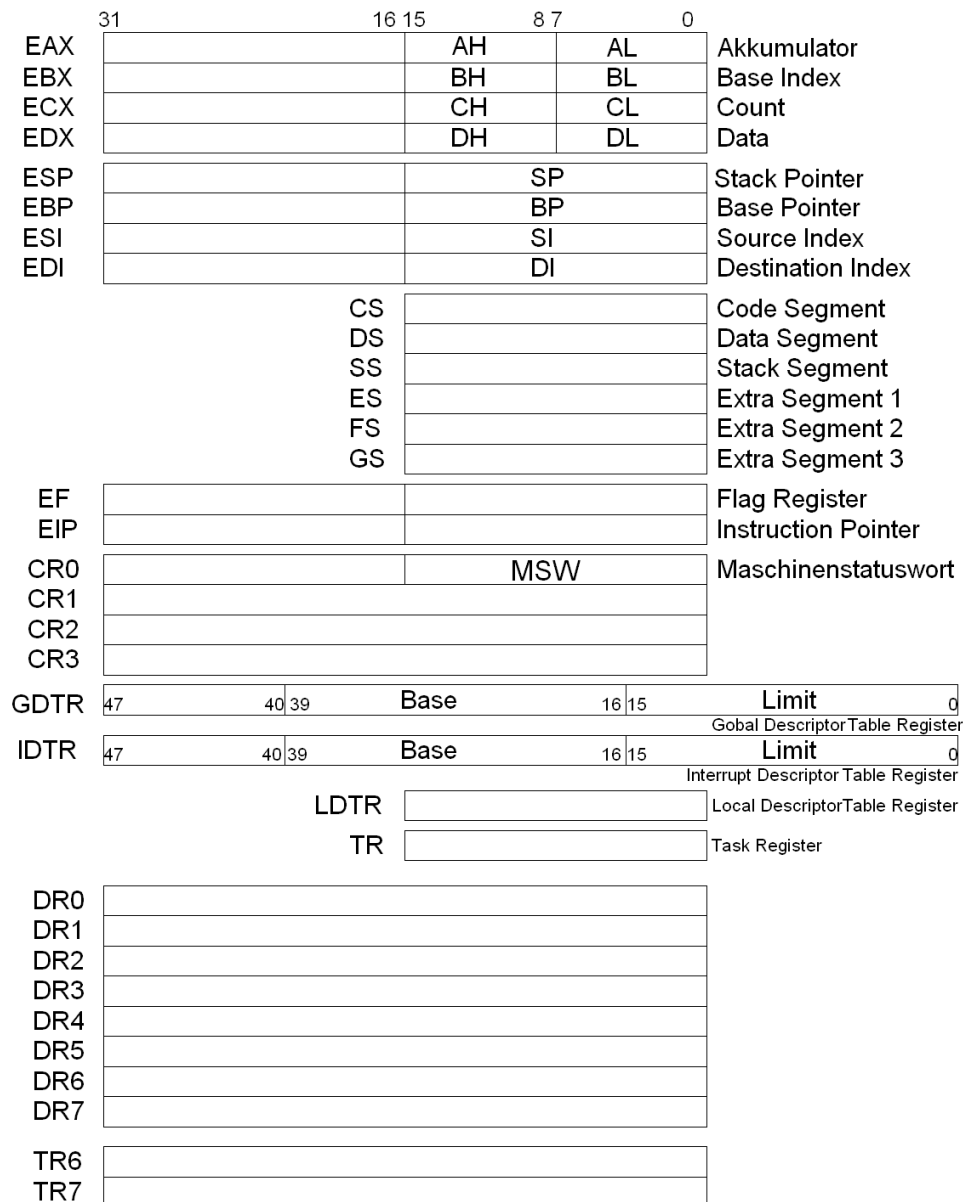 31 16 15 8 7 0
EAX AH AL Akkumulator
EBX BH BL Base Index
ECX CH CL Count
EDX DH DL Data
ESP SP Stack Pointer
EBP BP Base Pointer
ESI SI Source Index
EDI DI Destination Index
CS Code Segment
DS Data Segment
SS Stack Segment
ES Extra Segment 1
FS Extra Segment 2
GS Extra Segment 3
EF Flag Register
EIP Instruction Pointer
CR0 MSW Maschinenstatuswort
CR1
CR2
CR3
GDTR 47 40 39 Base 16 15 Limit 0
Gobal DescriptorTable Register
IDTR 47 40 39 Base 16 15 Limit 0
Interrupt Descriptor Table Register
LDTR Local DescriptorTable Register
TR Task Register
DR0
DR1
DR2
DR3
DR4
DR5
DR6
DR7
TR6
TR7